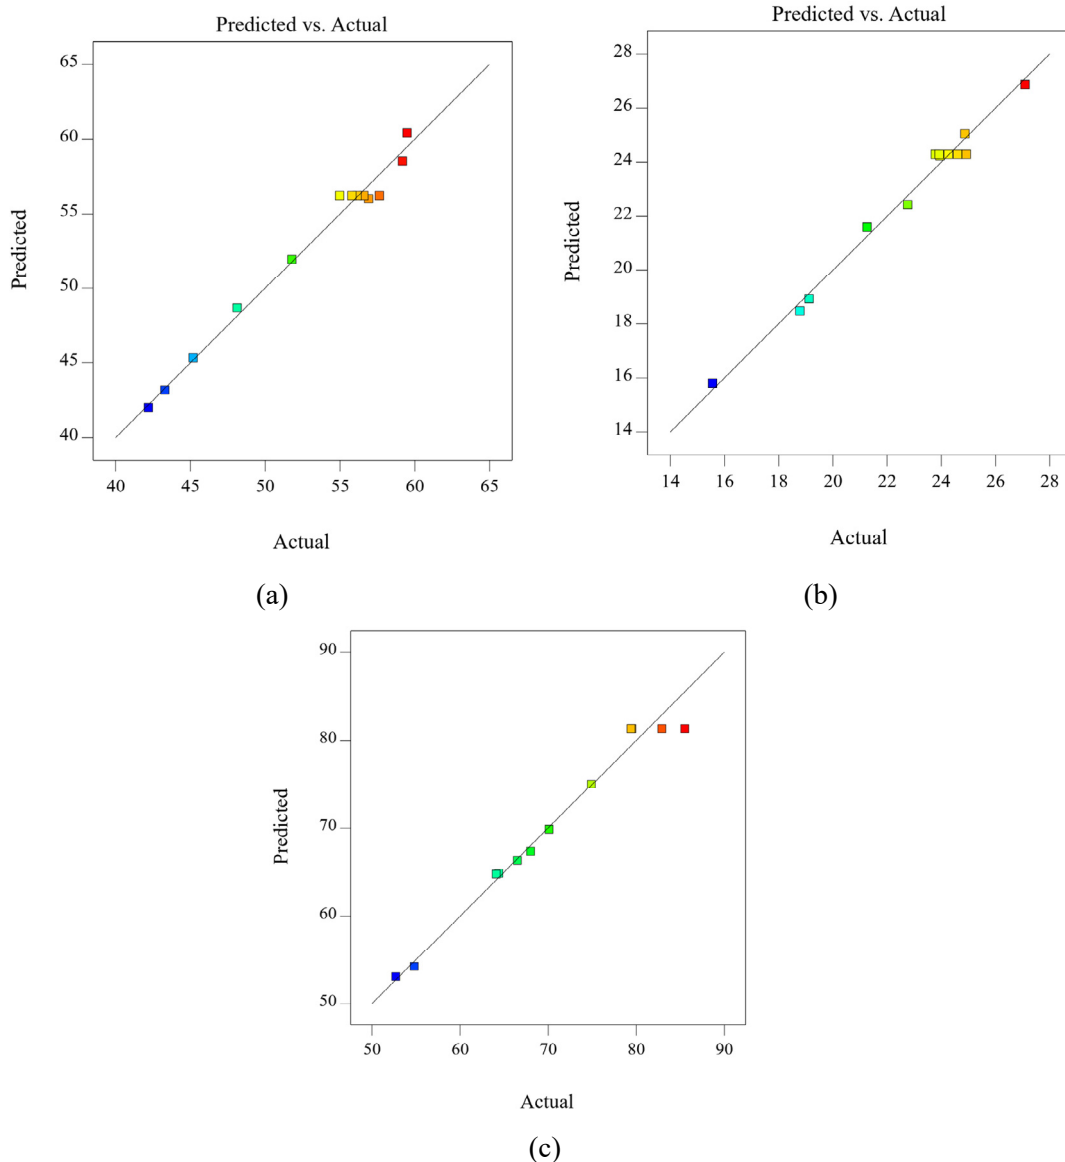 Predicted vs. Actual
65
60
55
50
45
40
Predicted
40 45 50 55 60 65
Actual
(a)
Predicted vs. Actual
28
26
24
22
20
18
16
14
Predicted
14 16 18 20 22 24 26 28
Actual
(b)
90
80
70
60
50
Predicted
50 60 70 80 90
Actual
(c)